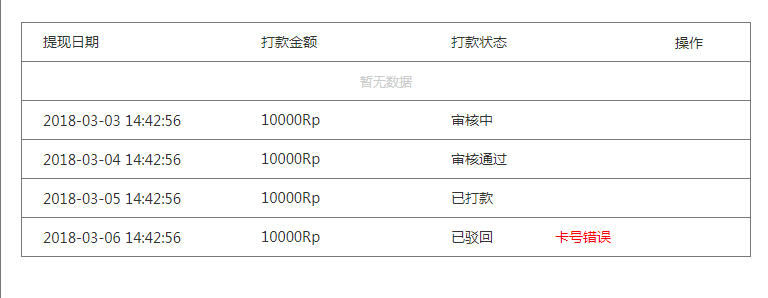 提现日期 打款金额 打款状态 操作
暂无数据
2018-03-03 14:42:56 10000Rp 审核中
2018-03-04 14:42:56 10000Rp 审核通过
2018-03-05 14:42:56 10000Rp 已打款
2018-03-06 14:42:56 10000Rp 已驳回 卡号错误